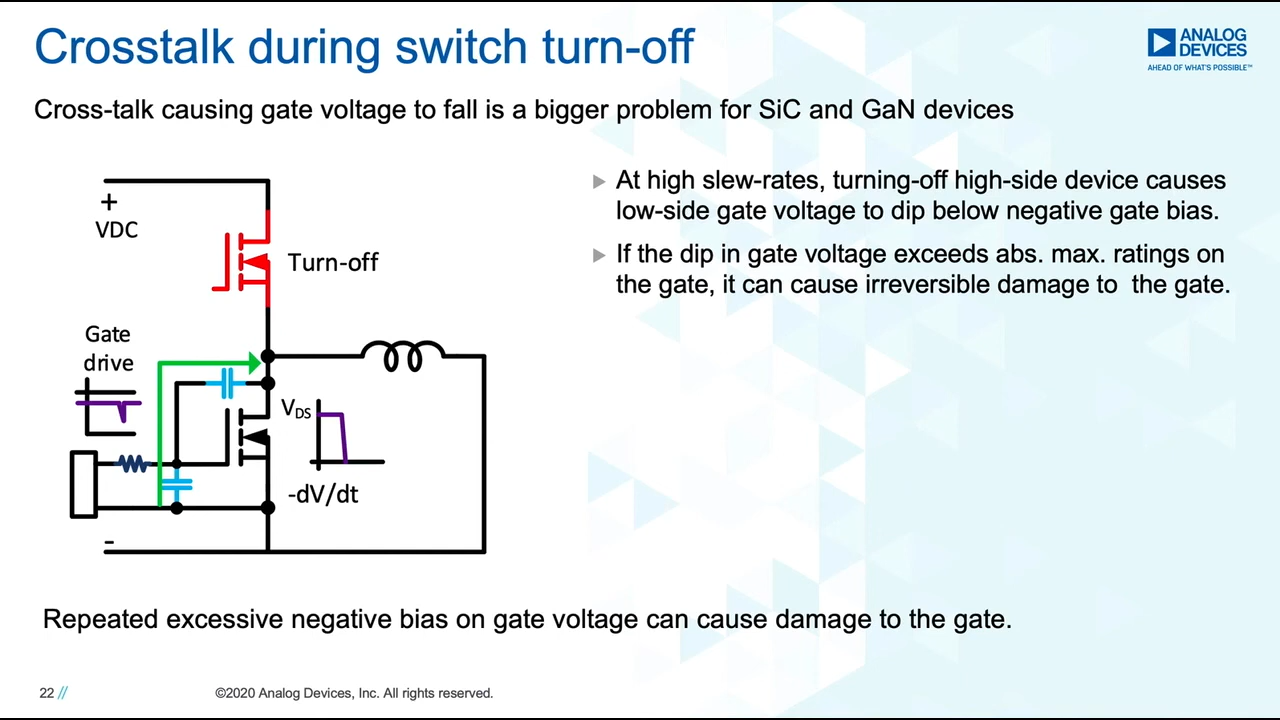 Crosstalk during switch turn-off
ANALOG
DEVICES
AHEAD OF WHAT'S POSSIBLE™
Cross-talk causing gate voltage to fall is a bigger problem for SiC and GaN devices
+
VDC
Turn-off
Gate
drive
VDS
-dV/dt
-
At high slew-rates, turning-off high-side device causes
low-side gate voltage to dip below negative gate bias.
If the dip in gate voltage exceeds abs. max. ratings on
the gate, it can cause irreversible damage to the gate.
Repeated excessive negative bias on gate voltage can cause damage to the gate.
22 //
©2020 Analog Devices, Inc. All rights reserved.